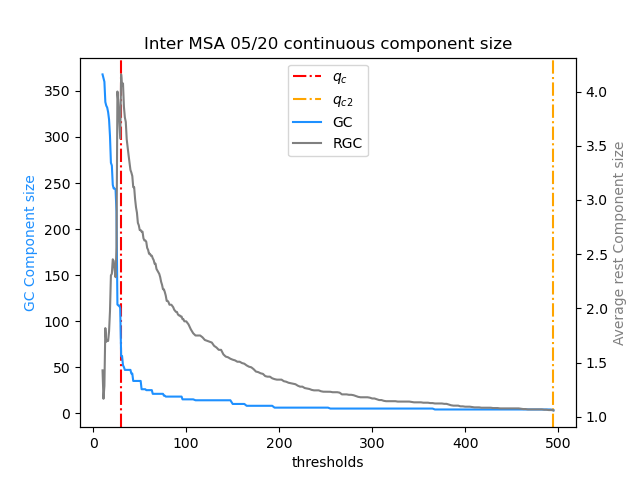 Inter MSA 05/20 continuous component size
q_c
q_c2
GC
RGC
GC Component size
350
300
250
200
150
100
50
0
Average rest Component size
4.0
3.5
3.0
2.5
2.0
1.5
1.0
0 100 200 300 400 500
thresholds